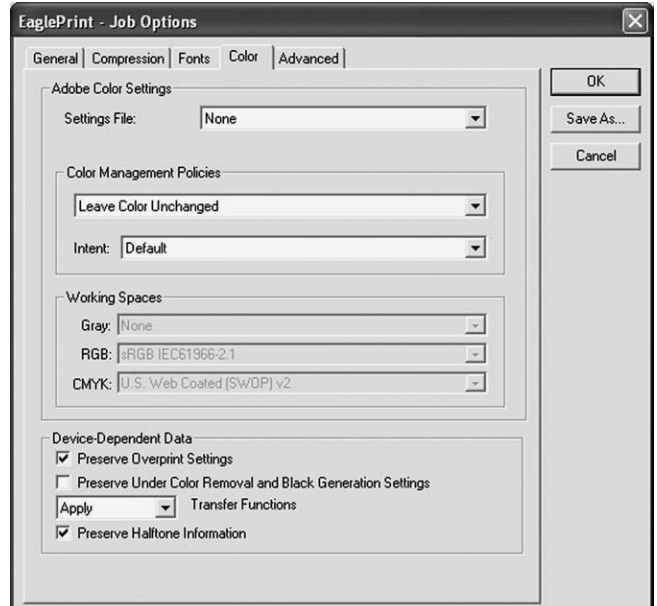 EaglePrint - Job Options
General Compression Fonts Color Advanced
OK
Save As...
Cancel
Adobe Color Settings
Settings File: None
Color Management Policies
Leave Color Unchanged
Intent: Default
Working Spaces
Gray: None
RGB: sRGB IEC61966-2.1
CMYK: U.S. Web Coated (SWOP) v2
Device-Dependent Data
Preserve Overprint Settings
Preserve Under Color Removal and Black Generation Settings
Apply Transfer Functions
Preserve Halftone Information